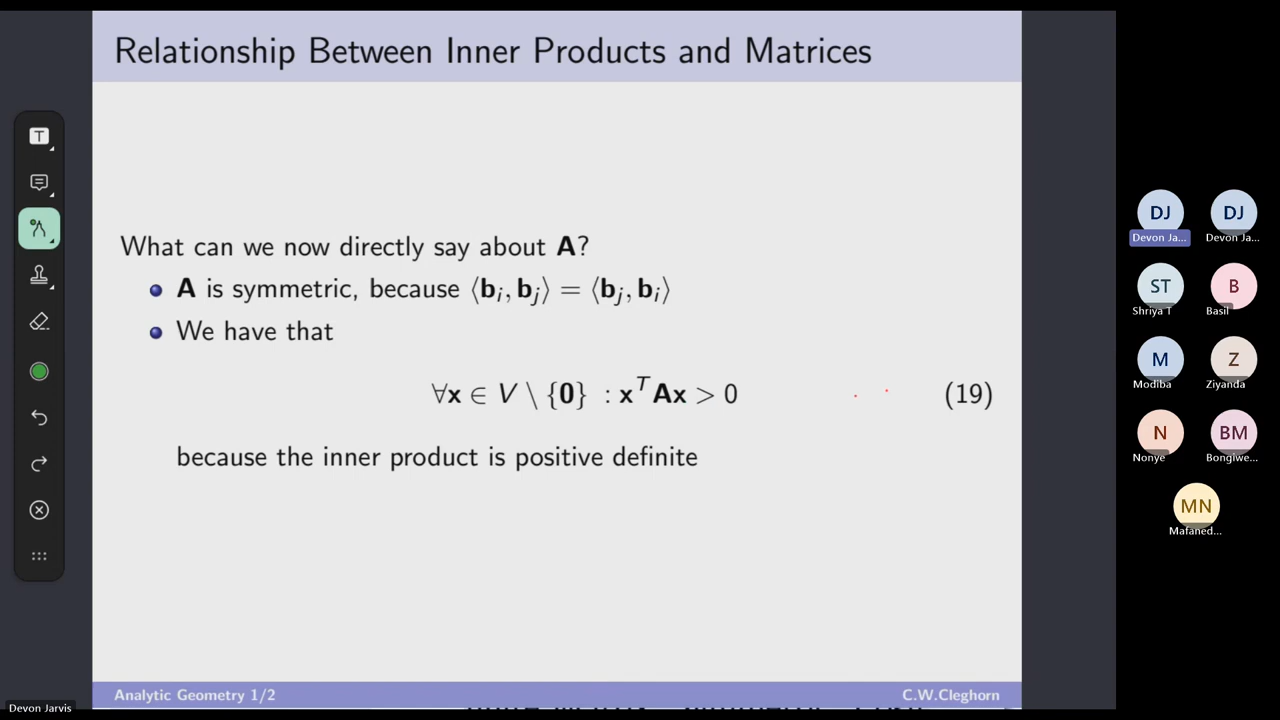 Relationship Between Inner Products and Matrices
What can we now directly say about A?
A is symmetric, because ⟨b_i, b_j⟩ = ⟨b_j, b_i⟩
We have that
∀x ∈ V \ {0} : x^T Ax > 0 (19)
because the inner product is positive definite
Analytic Geometry 1/2 C.W.Cleghorn
Devon Jarvis
T
DJ DJ
Devon Ja... Devon Ja...
ST B
Shriya T Basil
M Z
Modiba Ziyanda
N BM
Nonye Bongiwe...
MN
Mafaned...